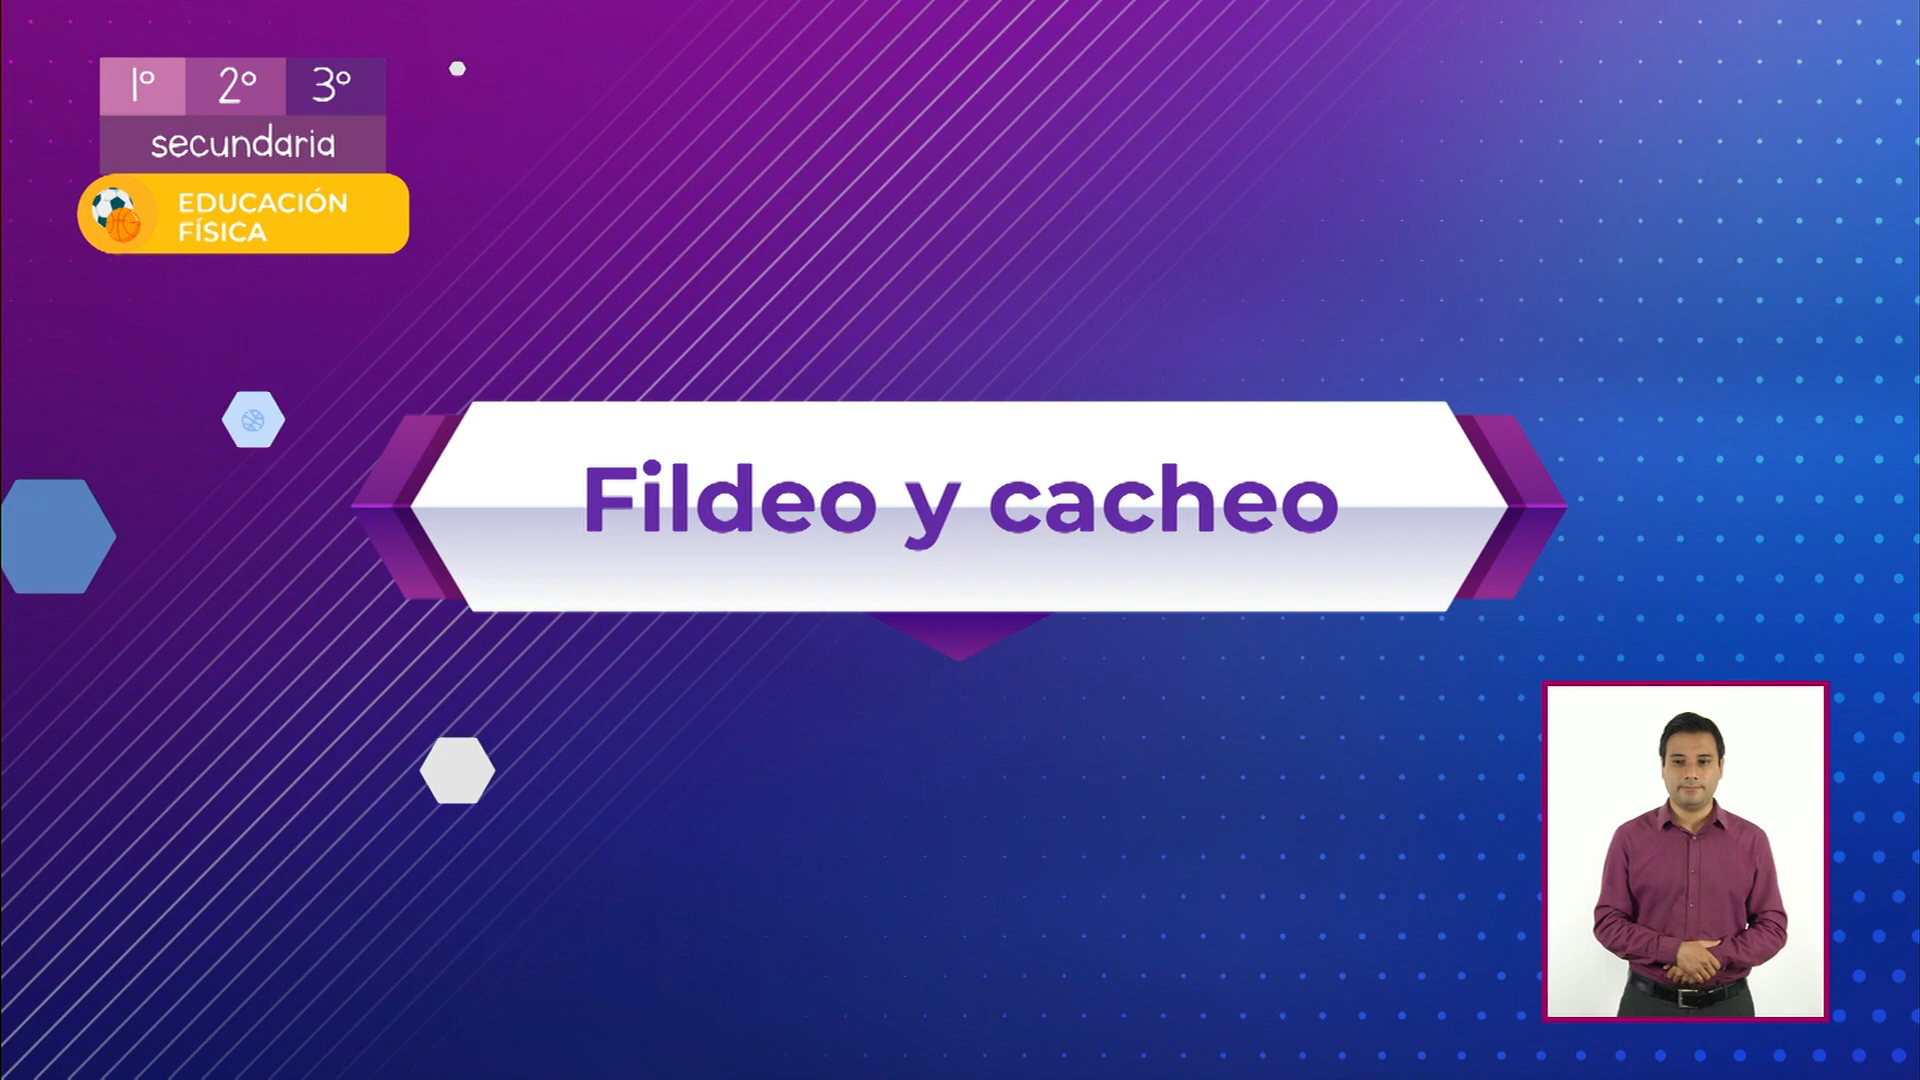 1° 2° 3°
secundaria
EDUCACIÓN
FÍSICA
Fildeo y cacheo